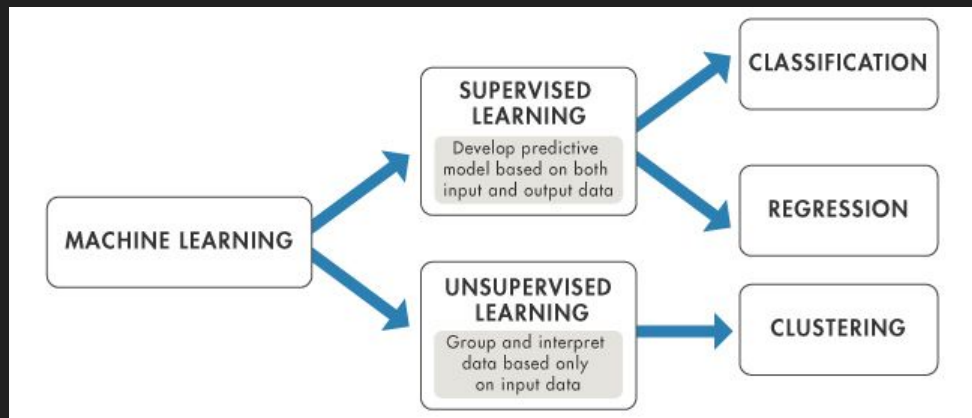 MACHINE LEARNING
SUPERVISED
LEARNING
Develop predictive
model based on both
input and output data
UNSUPERVISED
LEARNING
Group and interpret
data based only
on input data
CLASSIFICATION
REGRESSION
CLUSTERING